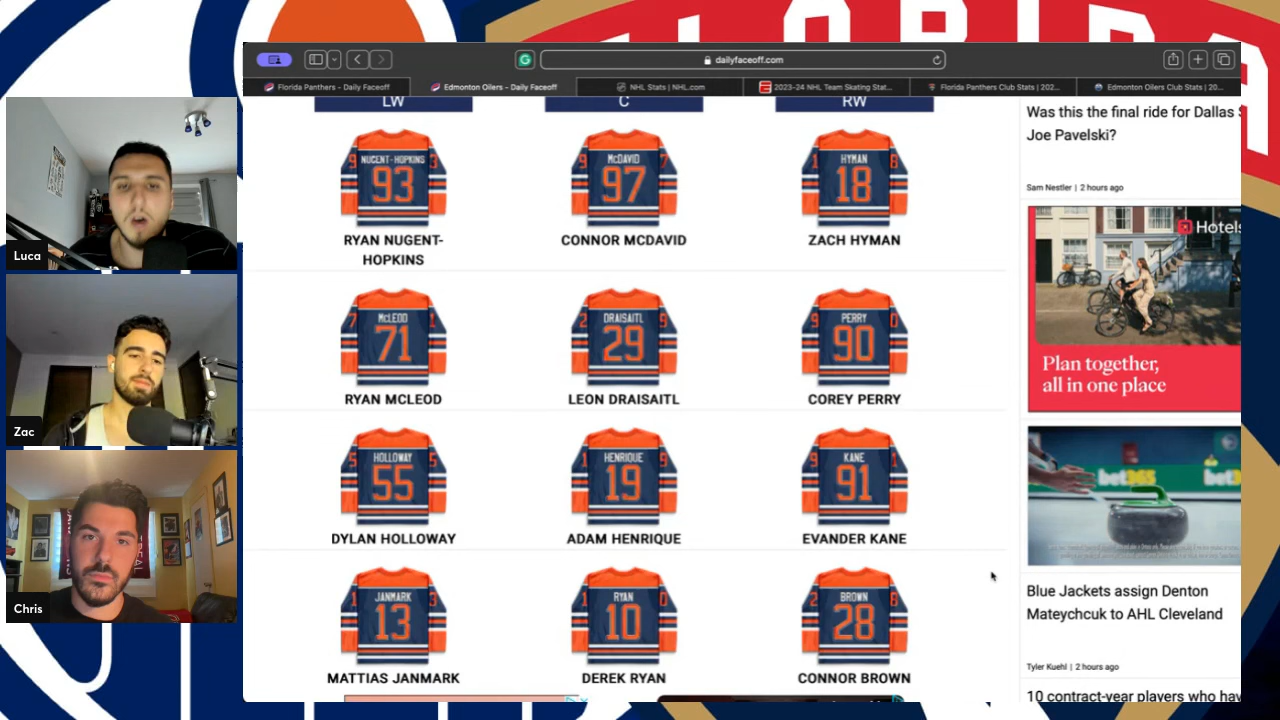 FLORIDA
dailyfaceoff.com
Florida Panthers - Daily Faceoff
Edmonton Oilers - Daily Faceoff
NHL Stats | NHL.com
2023-24 NHL Team Skating Stat...
Florida Panthers Club Stats | 202...
Edmonton Oilers Club Stats | 20...
LW
C
RW
NUGENT-HOPKINS
93
McDAVID
97
HYMAN
18
RYAN NUGENT-
HOPKINS
CONNOR MCDAVID
ZACH HYMAN
McLEOD
71
DRAISAITL
29
PERRY
90
RYAN MCLEOD
LEON DRAISAITL
COREY PERRY
HOLLOWAY
55
HENRIQUE
19
KANE
91
DYLAN HOLLOWAY
ADAM HENRIQUE
EVANDER KANE
JANMARK
13
RYAN
10
BROWN
28
MATTIAS JANMARK
DEREK RYAN
CONNOR BROWN
Was this the final ride for Dallas S
Joe Pavelski?
Sam Nestler | 2 hours ago
Hotels
Plan together,
all in one place
bet365
bet3
Blue Jackets assign Denton
Mateychuk to AHL Cleveland
Tyler Kuehl | 2 hours ago
10 contract-year players who hav
Luca
Zac
Chris